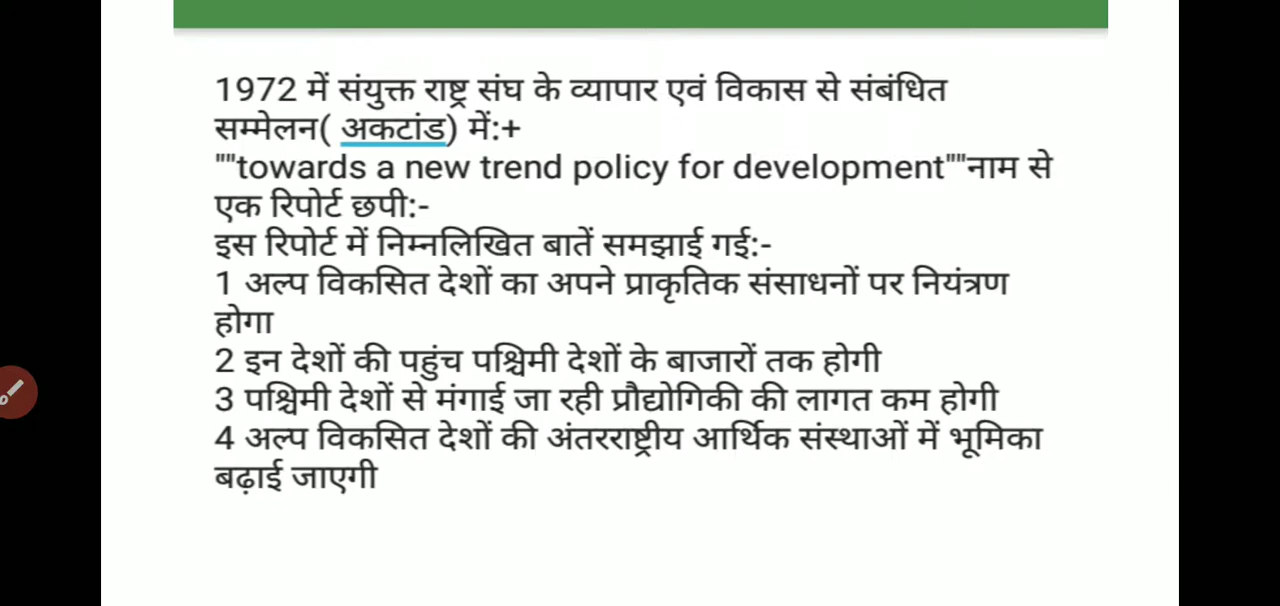 1972 में संयुक्त राष्ट्र संघ के व्यापार एवं विकास से संबंधित
सम्मेलन( अकटांड) में:+
""towards a new trend policy for development""नाम से
एक रिपोर्ट छपी:-
इस रिपोर्ट में निम्नलिखित बातें समझाई गई:-
1 अल्प विकसित देशों का अपने प्राकृतिक संसाधनों पर नियंत्रण
होगा
2 इन देशों की पहुंच पश्चिमी देशों के बाजारों तक होगी
3 पश्चिमी देशों से मंगाई जा रही प्रौद्योगिकी की लागत कम होगी
4 अल्प विकसित देशों की अंतरराष्ट्रीय आर्थिक संस्थाओं में भूमिका
बढ़ाई जाएगी